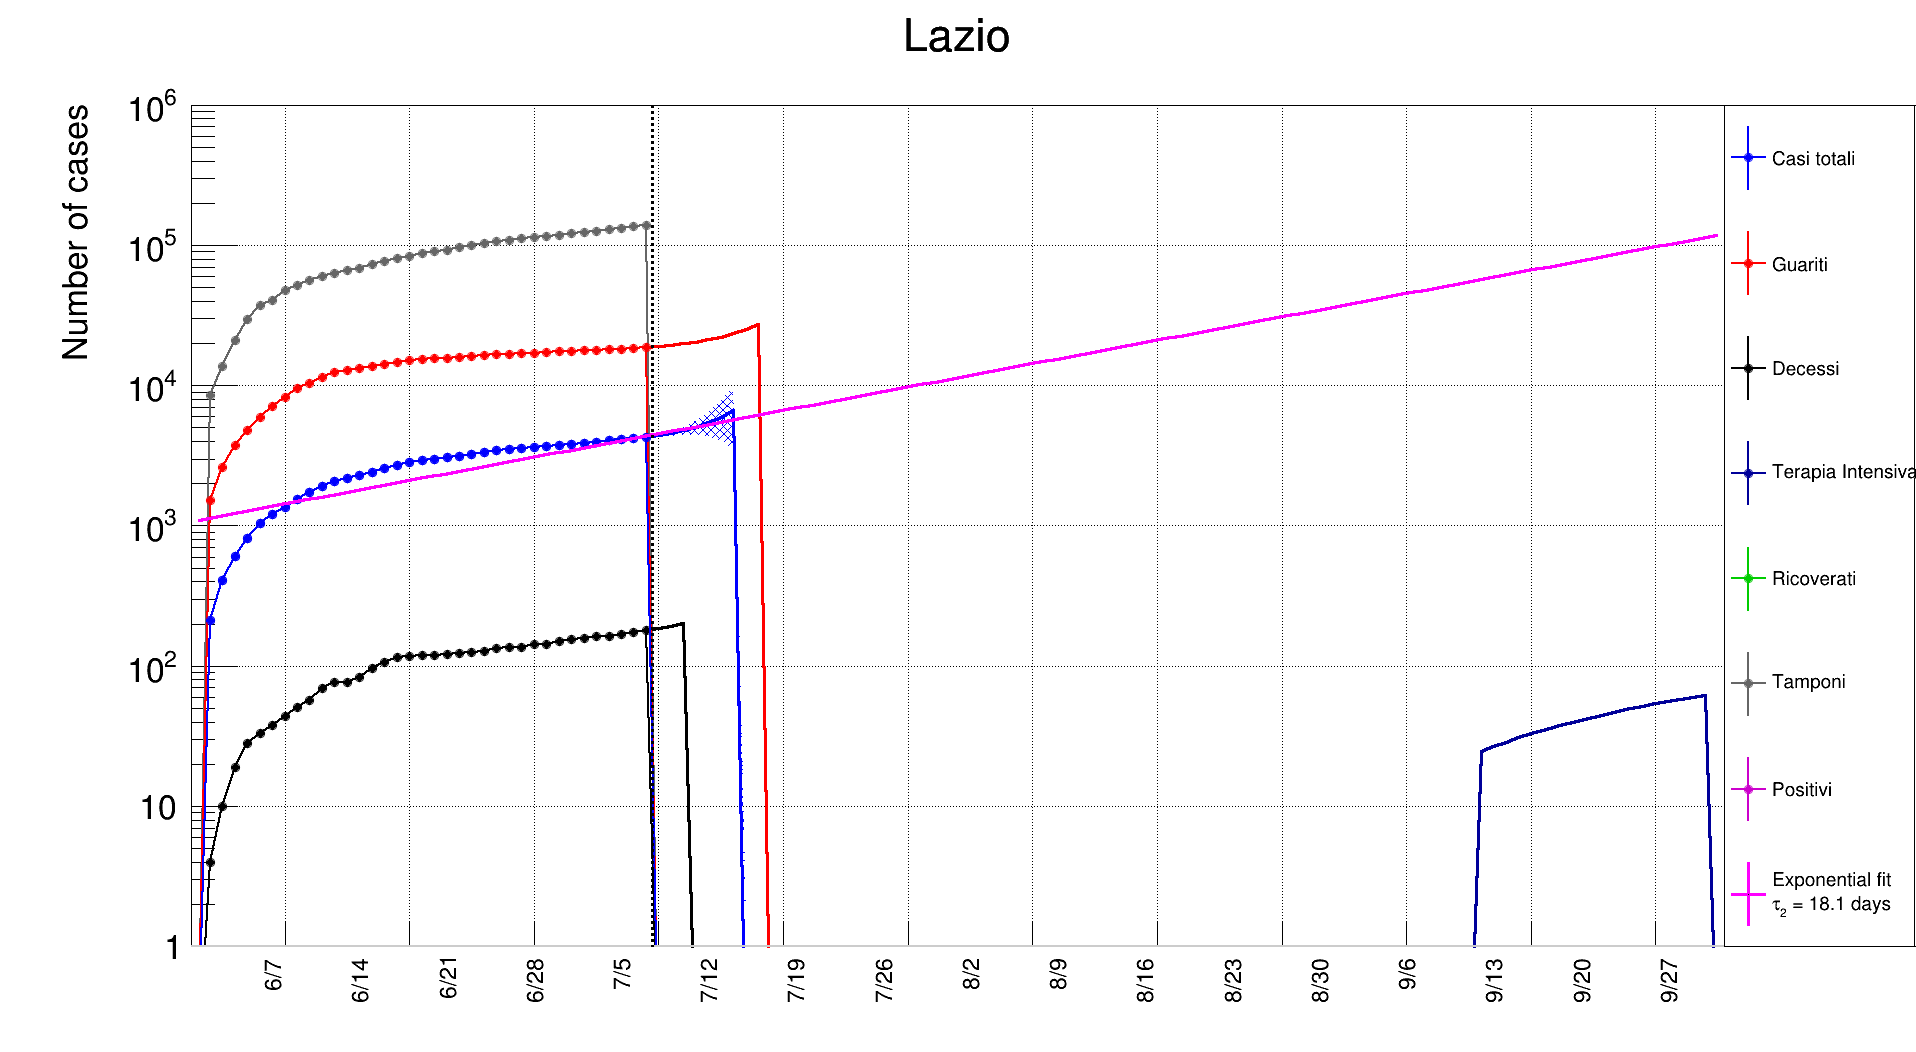 Lazio
Number of cases
10^6
10^5
10^4
10^3
10^2
10
1
6/7
6/14
6/21
6/28
7/5
7/12
7/19
7/26
8/2
8/9
8/16
8/23
8/30
9/6
9/13
9/20
9/27
Casi totali
Guariti
Decessi
Terapia Intensiva
Ricoverati
Tamponi
Positivi
Exponential fit
τ_2 = 18.1 days